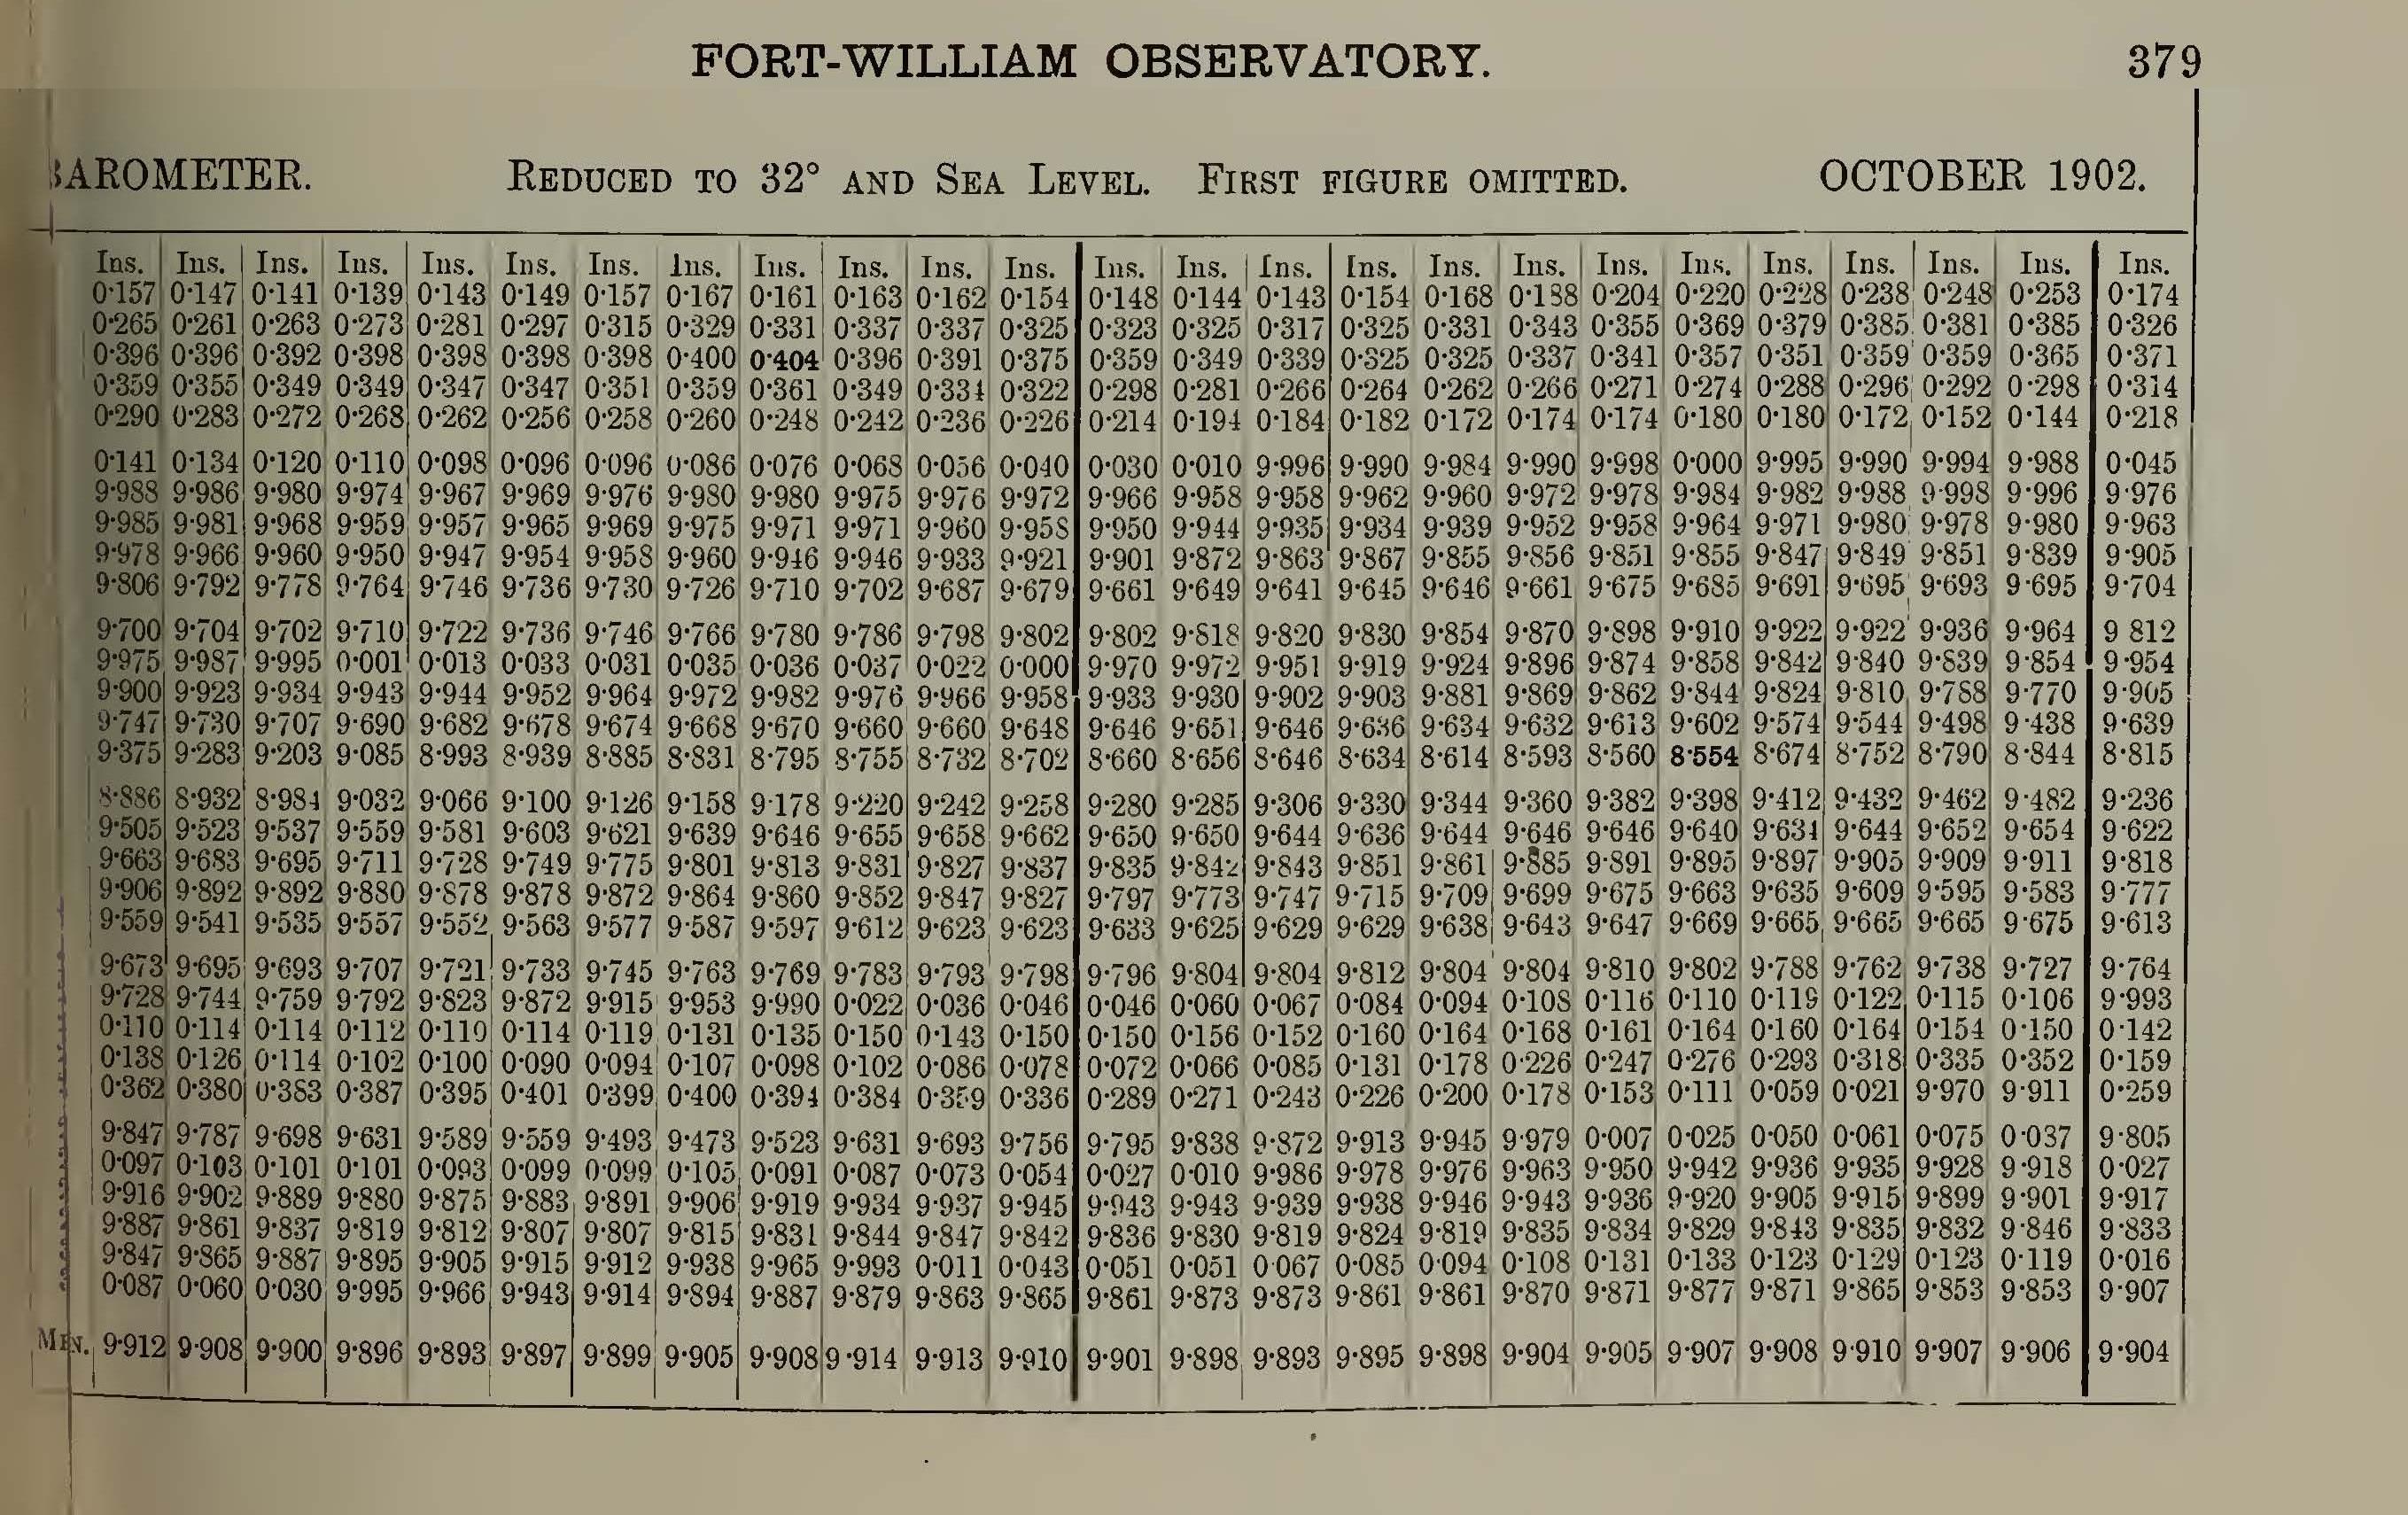 FORT-WILLIAM OBSERVATORY. 379
BAROMETER. REDUCED TO 32° AND SEA LEVEL. FIRST FIGURE OMITTED. OCTOBER 1902.
Ins. Ins. Ins. Ins. Ins. Ins. Ins. Ins. Ins. Ins. Ins. Ins. Ins. Ins. Ins. Ins. Ins. Ins. Ins. Ins. Ins. Ins. Ins. Ins. Ins.
0·157 0·147 0·141 0·139 0·143 0·149 0·157 0·167 0·161 0·163 0·162 0·154 0·148 0·144 0·143 0·154 0·168 0·188 0·204 0·220 0·228 0·238 0·248 0·253 0·174
0·265 0·261 0·263 0·273 0·281 0·297 0·315 0·329 0·331 0·337 0·337 0·325 0·323 0·325 0·317 0·325 0·331 0·343 0·355 0·369 0·379 0·385 0·381 0·385 0·326
0·396 0·396 0·392 0·398 0·398 0·398 0·398 0·400 0·404 0·396 0·391 0·375 0·359 0·349 0·339 0·325 0·325 0·337 0·341 0·357 0·351 0·359 0·359 0·365 0·371
0·359 0·355 0·349 0·349 0·347 0·347 0·351 0·359 0·361 0·349 0·334 0·322 0·298 0·281 0·266 0·264 0·262 0·266 0·271 0·274 0·288 0·296 0·292 0·298 0·314
0·290 0·283 0·272 0·268 0·262 0·256 0·258 0·260 0·248 0·242 0·236 0·226 0·214 0·194 0·184 0·182 0·172 0·174 0·174 0·180 0·180 0·172 0·152 0·144 0·218
0·141 0·134 0·120 0·110 0·098 0·096 0·096 0·086 0·076 0·068 0·056 0·040 0·030 0·010 9·996 9·990 9·984 9·990 9·998 0·000 9·995 9·990 9·994 9·988 0·045
9·988 9·986 9·980 9·974 9·967 9·969 9·976 9·980 9·980 9·975 9·976 9·972 9·966 9·958 9·958 9·962 9·960 9·972 9·978 9·984 9·982 9·988 9·998 9·996 9·976
9·985 9·981 9·968 9·959 9·957 9·965 9·969 9·975 9·971 9·971 9·960 9·958 9·950 9·944 9·935 9·934 9·939 9·952 9·958 9·964 9·971 9·980 9·978 9·980 9·963
9·978 9·966 9·960 9·950 9·947 9·954 9·958 9·960 9·946 9·946 9·933 9·921 9·901 9·872 9·863 9·867 9·855 9·856 9·851 9·855 9·847 9·849 9·851 9·839 9·905
9·806 9·792 9·778 9·764 9·746 9·736 9·730 9·726 9·710 9·702 9·687 9·679 9·661 9·649 9·641 9·645 9·646 9·661 9·675 9·685 9·691 9·695 9·693 9·695 9·704
9·700 9·704 9·702 9·710 9·722 9·736 9·746 9·766 9·780 9·786 9·798 9·802 9·802 9·818 9·820 9·830 9·854 9·870 9·898 9·910 9·922 9·922 9·936 9·964 9 812
9·975 9·987 9·995 0·001 0·013 0·033 0·031 0·035 0·036 0·037 0·022 0·000 9·970 9·972 9·951 9·919 9·924 9·896 9·874 9·858 9·842 9·840 9·839 9·854 9·954
9·900 9·923 9·934 9·943 9·944 9·952 9·964 9·972 9·982 9·976 9·966 9·958 9·933 9·930 9·902 9·903 9·881 9·869 9·862 9·844 9·824 9·810 9·788 9·770 9·905
9·747 9·730 9·707 9·690 9·682 9·678 9·674 9·668 9·670 9·660 9·660 9·648 9·646 9·651 9·646 9·636 9·634 9·632 9·613 9·602 9·574 9·544 9·498 9·438 9·639
9·375 9·283 9·203 9·085 8·993 8·939 8·885 8·831 8·795 8·755 8·732 8·702 8·660 8·656 8·646 8·634 8·614 8·593 8·560 8·554 8·674 8·752 8·790 8·844 8·815
8·886 8·932 8·984 9·032 9·066 9·100 9·126 9·158 9·178 9·220 9·242 9·258 9·280 9·285 9·306 9·330 9·344 9·360 9·382 9·398 9·412 9·432 9·462 9·482 9·236
9·505 9·523 9·537 9·559 9·581 9·603 9·621 9·639 9·646 9·655 9·658 9·662 9·650 9·650 9·644 9·636 9·644 9·646 9·646 9·640 9·634 9·644 9·652 9·654 9·622
9·663 9·683 9·695 9·711 9·728 9·749 9·775 9·801 9·813 9·831 9·827 9·837 9·835 9·842 9·843 9·851 9·861 9·885 9·891 9·895 9·897 9·905 9·909 9·911 9·818
9·906 9·892 9·892 9·880 9·878 9·878 9·872 9·864 9·860 9·852 9·847 9·827 9·797 9·773 9·747 9·715 9·709 9·699 9·675 9·663 9·635 9·609 9·595 9·583 9·777
9·559 9·541 9·535 9·557 9·552 9·563 9·577 9·587 9·597 9·612 9·623 9·623 9·633 9·625 9·629 9·629 9·638 9·643 9·647 9·669 9·665 9·665 9·665 9·675 9·613
9·673 9·695 9·693 9·707 9·721 9·733 9·745 9·763 9·769 9·783 9·793 9·798 9·796 9·804 9·804 9·812 9·804 9·804 9·810 9·802 9·788 9·762 9·738 9·727 9·764
9·728 9·744 9·759 9·792 9·823 9·872 9·915 9·953 9·990 0·022 0·036 0·046 0·046 0·060 0·067 0·084 0·094 0·108 0·116 0·110 0·119 0·122 0·115 0·106 9·993
0·110 0·114 0·114 0·112 0·110 0·114 0·119 0·131 0·135 0·150 0·143 0·150 0·150 0·156 0·152 0·160 0·164 0·168 0·161 0·164 0·160 0·164 0·154 0·150 0·142
0·138 0·126 0·114 0·102 0·100 0·090 0·094 0·107 0·098 0·102 0·086 0·078 0·072 0·066 0·085 0·131 0·178 0·226 0·247 0·276 0·293 0·318 0·335 0·352 0·159
0·362 0·380 0·383 0·387 0·395 0·401 0·399 0·400 0·394 0·384 0·359 0·336 0·289 0·271 0·243 0·226 0·200 0·178 0·153 0·111 0·059 0·021 9·970 9·911 0·259
9·847 9·787 9·698 9·631 9·589 9·559 9·493 9·473 9·523 9·631 9·693 9·756 9·795 9·838 9·872 9·913 9·945 9·979 0·007 0·025 0·050 0·061 0·075 0·037 9·805
0·097 0·103 0·101 0·101 0·093 0·099 0·099 0·105 0·091 0·087 0·073 0·054 0·027 0·010 9·986 9·978 9·976 9·963 9·950 9·942 9·936 9·935 9·928 9·918 0·027
9·916 9·902 9·889 9·880 9·875 9·883 9·891 9·906 9·919 9·934 9·937 9·945 9·943 9·943 9·939 9·938 9·946 9·943 9·936 9·920 9·905 9·915 9·899 9·901 9·917
9·887 9·861 9·837 9·819 9·812 9·807 9·807 9·815 9·831 9·844 9·847 9·842 9·836 9·830 9·819 9·824 9·819 9·835 9·834 9·829 9·843 9·835 9·832 9·846 9·833
9·847 9·865 9·887 9·895 9·905 9·915 9·912 9·938 9·965 9·993 0·011 0·043 0·051 0·051 0·067 0·085 0·094 0·108 0·131 0·133 0·123 0·129 0·123 0·119 0·016
0·087 0·060 0·030 9·995 9·966 9·943 9·914 9·894 9·887 9·879 9·863 9·865 9·861 9·873 9·873 9·861 9·861 9·870 9·871 9·877 9·871 9·865 9·853 9·853 9·907
MEN. 9·912 9·908 9·900 9·896 9·893 9·897 9·899 9·905 9·908 9·914 9·913 9·910 9·901 9·898 9·893 9·895 9·898 9·904 9·905 9·907 9·908 9·910 9·907 9·906 9·904